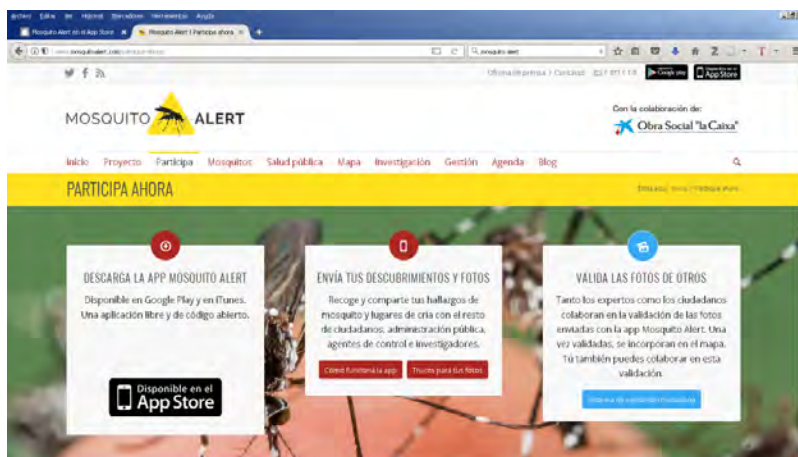 Mosquito Alert en el App Store
Mosquito Alert | Participa ahora
mosquito alert
Google play
App Store
MOSQUITO ALERT
Con la colaboración de:
Obra Social "la Caixa"
Inicio Proyecto Participa Mosquitos Salud pública Mapa Investigación Gestión Agenda Blog
PARTICIPA AHORA
DESCARGA LA APP MOSQUITO ALERT
Disponible en Google Play y en iTunes.
Una aplicación libre y de código abierto.
Disponible en el
App Store
ENVÍA TUS DESCUBRIMIENTOS Y FOTOS
Recoge y comparte tus hallazgos de
mosquito y lugares de cría con el resto
de ciudadanos, administración pública,
agentes de control e investigadores.
Cómo funciona la app
Trucos para tus fotos
VALIDA LAS FOTOS DE OTROS
Tanto los expertos como los ciudadanos
colaboran en la validación de las fotos
enviadas con la app Mosquito Alert. Una
vez validadas, se incorporan en el mapa.
Tú también puedes colaborar en esta
validación.